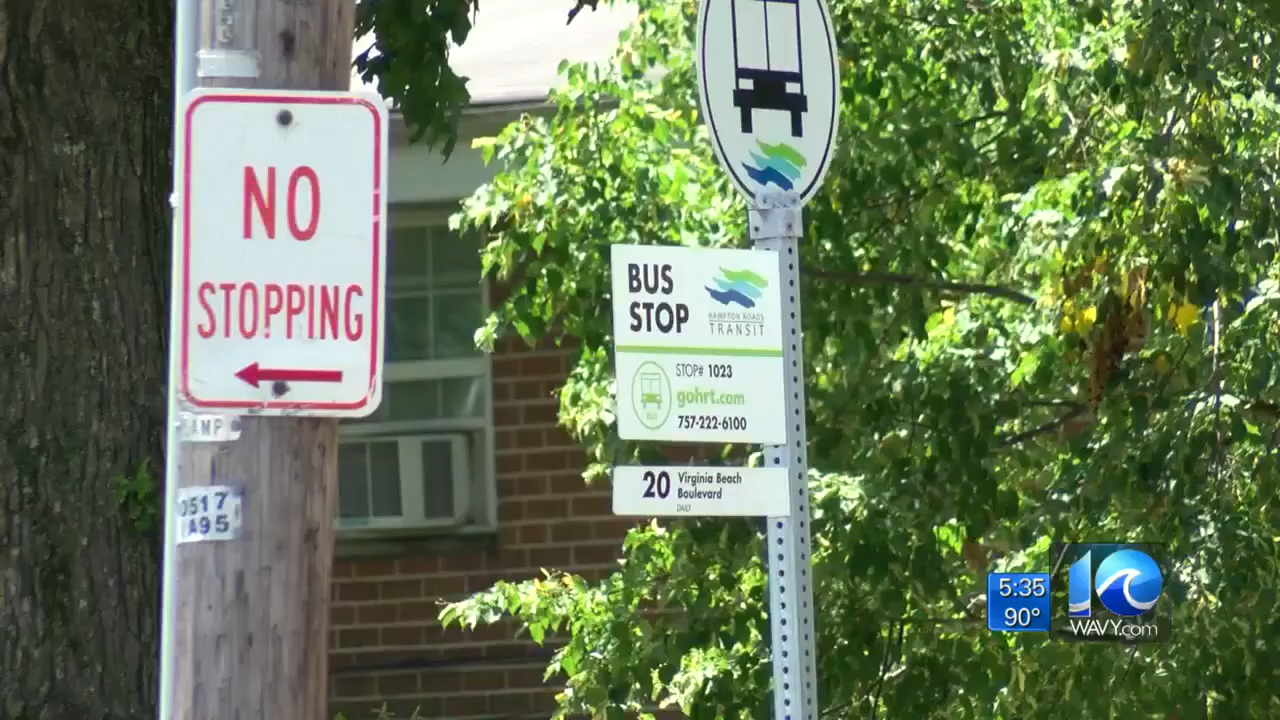 NO
STOPPING
AMP
0517
A95
BUS
STOP
HAMPTON ROADS
TRANSIT
STOP# 1023
gohrt.com
BUS
757-222-6100
20 Virginia Beach
Boulevard
DAILY
5:35
90°
10
WAVY.com